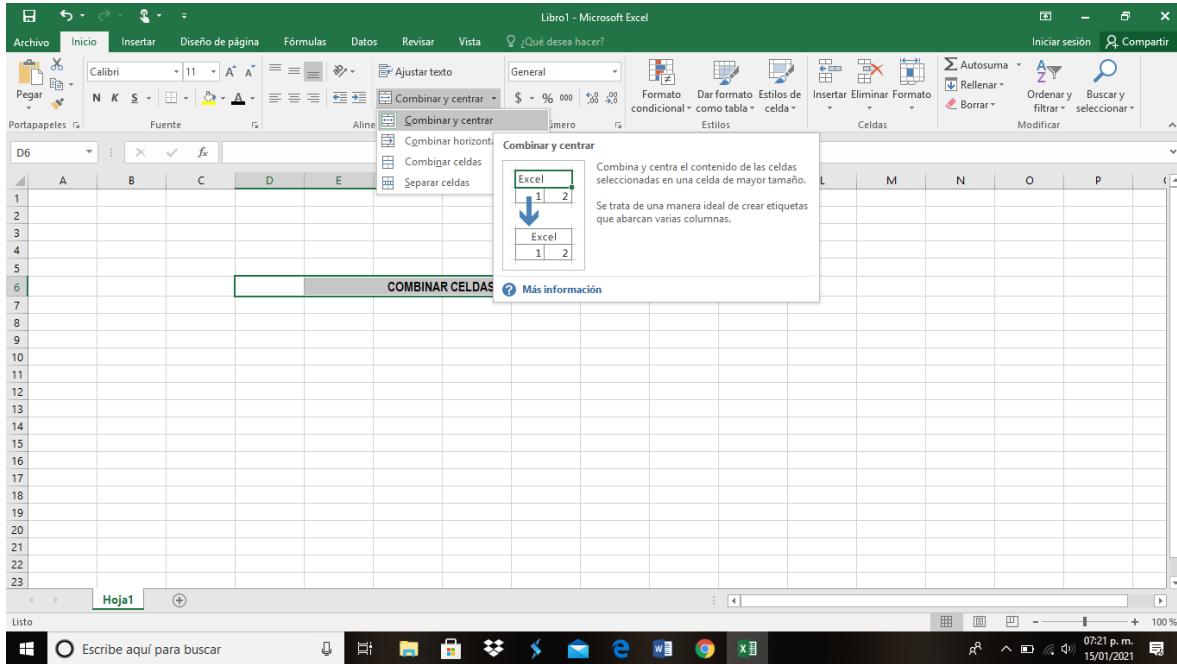 Libro1 - Microsoft Excel
Archivo Inicio Insertar Diseño de página Fórmulas Datos Revisar Vista ¿Qué desea hacer? Iniciar sesión Compartir
Pegar
Portapapeles
Calibri 11
N K S
Fuente
Ajustar texto
Combinar y centrar
Combinar y centrar
Combinar horizont
Combinar celdas
Separar celdas
General
$ % 000
Formato condicional
Dar formato como tabla
Estilos de celda
Estilos
Insertar Eliminar Formato
Celdas
Autosuma
Rellenar
Borrar
Ordenar y filtrar
Buscar y seleccionar
Modificar
D6 fx
Combinar y centrar
Excel
1 2
Excel
1 2
Combina y centra el contenido de las celdas
seleccionadas en una celda de mayor tamaño.
Se trata de una manera ideal de crear etiquetas
que abarcan varias columnas.
Más información
A B C D E L M N O P
1
2
3
4
5
6 COMBINAR CELDAS
7
8
9
10
11
12
13
14
15
16
17
18
19
20
21
22
23
Hoja1
Listo 100 %
Escribe aquí para buscar
07:21 p. m.
15/01/2021